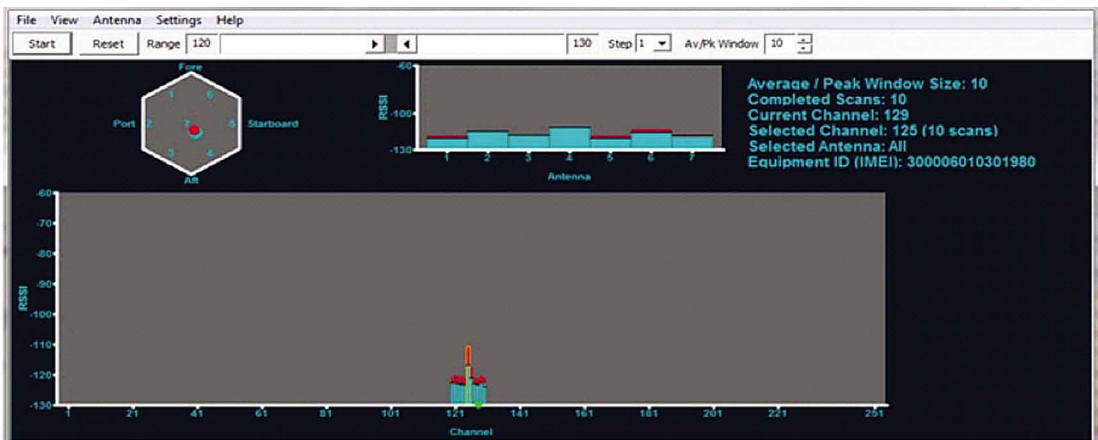 File View Antenna Settings Help
Start Reset Range 120 130 Step 1 Av/Pk Window 10
Fore
1 6
Port 2 7 5 Starboard
3 4
Aft
RSSI
-60
-100
-130
1 2 3 4 5 6 7
Antenna
Average / Peak Window Size: 10
Completed Scans: 10
Current Channel: 129
Selected Channel: 125 (10 scans)
Selected Antenna: All
Equipment ID (IMEI): 300006010301980
RSSI
-60
-70
-80
-90
-100
-110
-120
-130
1 21 41 61 81 101 121 141 161 181 201 221 251
Channel